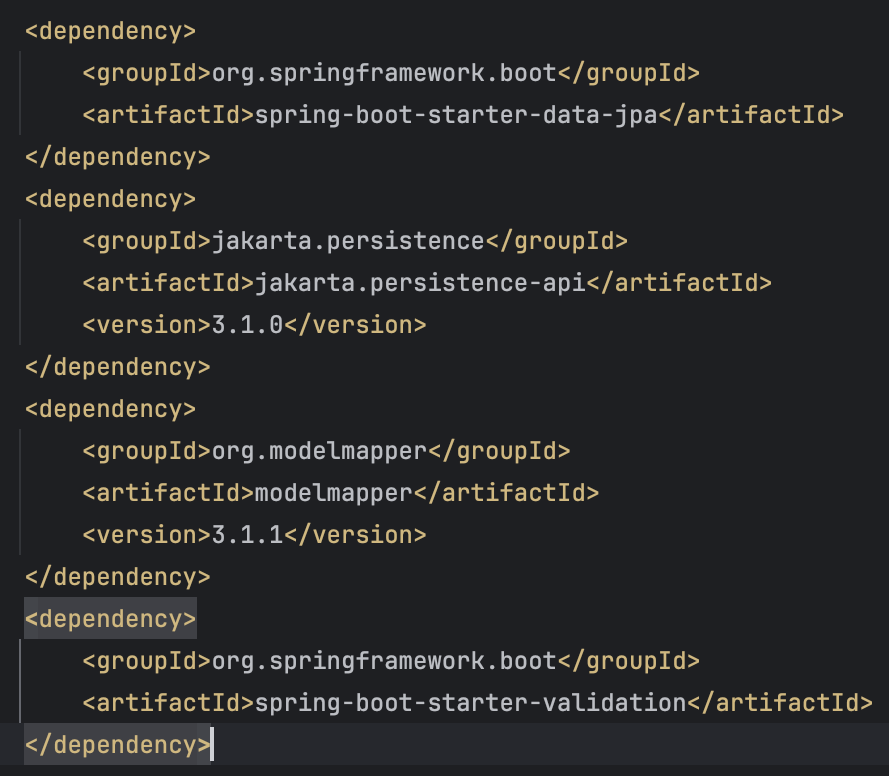 <dependency>
    <groupId>org.springframework.boot</groupId>
    <artifactId>spring-boot-starter-data-jpa</artifactId>
</dependency>
<dependency>
    <groupId>jakarta.persistence</groupId>
    <artifactId>jakarta.persistence-api</artifactId>
    <version>3.1.0</version>
</dependency>
<dependency>
    <groupId>org.modelmapper</groupId>
    <artifactId>modelmapper</artifactId>
    <version>3.1.1</version>
</dependency>
<dependency>
    <groupId>org.springframework.boot</groupId>
    <artifactId>spring-boot-starter-validation</artifactId>
</dependency>